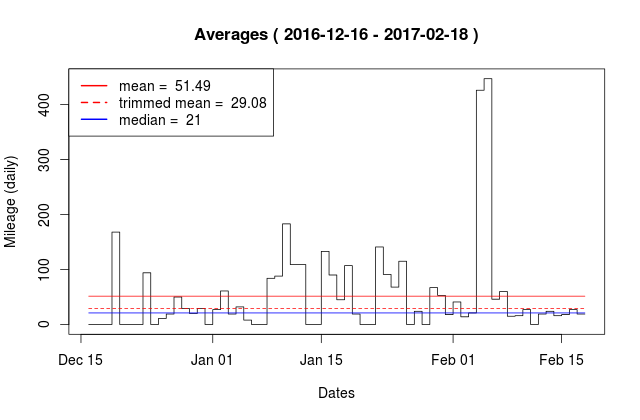 Averages ( 2016-12-16 - 2017-02-18 )
mean = 51.49
trimmed mean = 29.08
median = 21
Mileage (daily)
400
300
200
100
0
Dec 15 Jan 01 Jan 15 Feb 01 Feb 15
Dates